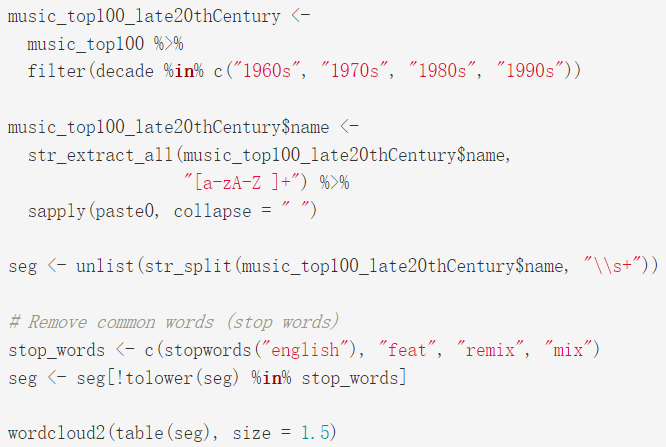 music_top100_late20thCentury <-
  music_top100 %>%
  filter(decade %in% c("1960s", "1970s", "1980s", "1990s"))

music_top100_late20thCentury$name <-
  str_extract_all(music_top100_late20thCentury$name,
                  "[a-zA-Z ]+") %>%
  sapply(paste0, collapse = " ")

seg <- unlist(str_split(music_top100_late20thCentury$name, "\\s+"))

# Remove common words (stop words)
stop_words <- c(stopwords("english"), "feat", "remix", "mix")
seg <- seg[!tolower(seg) %in% stop_words]

wordcloud2(table(seg), size = 1.5)